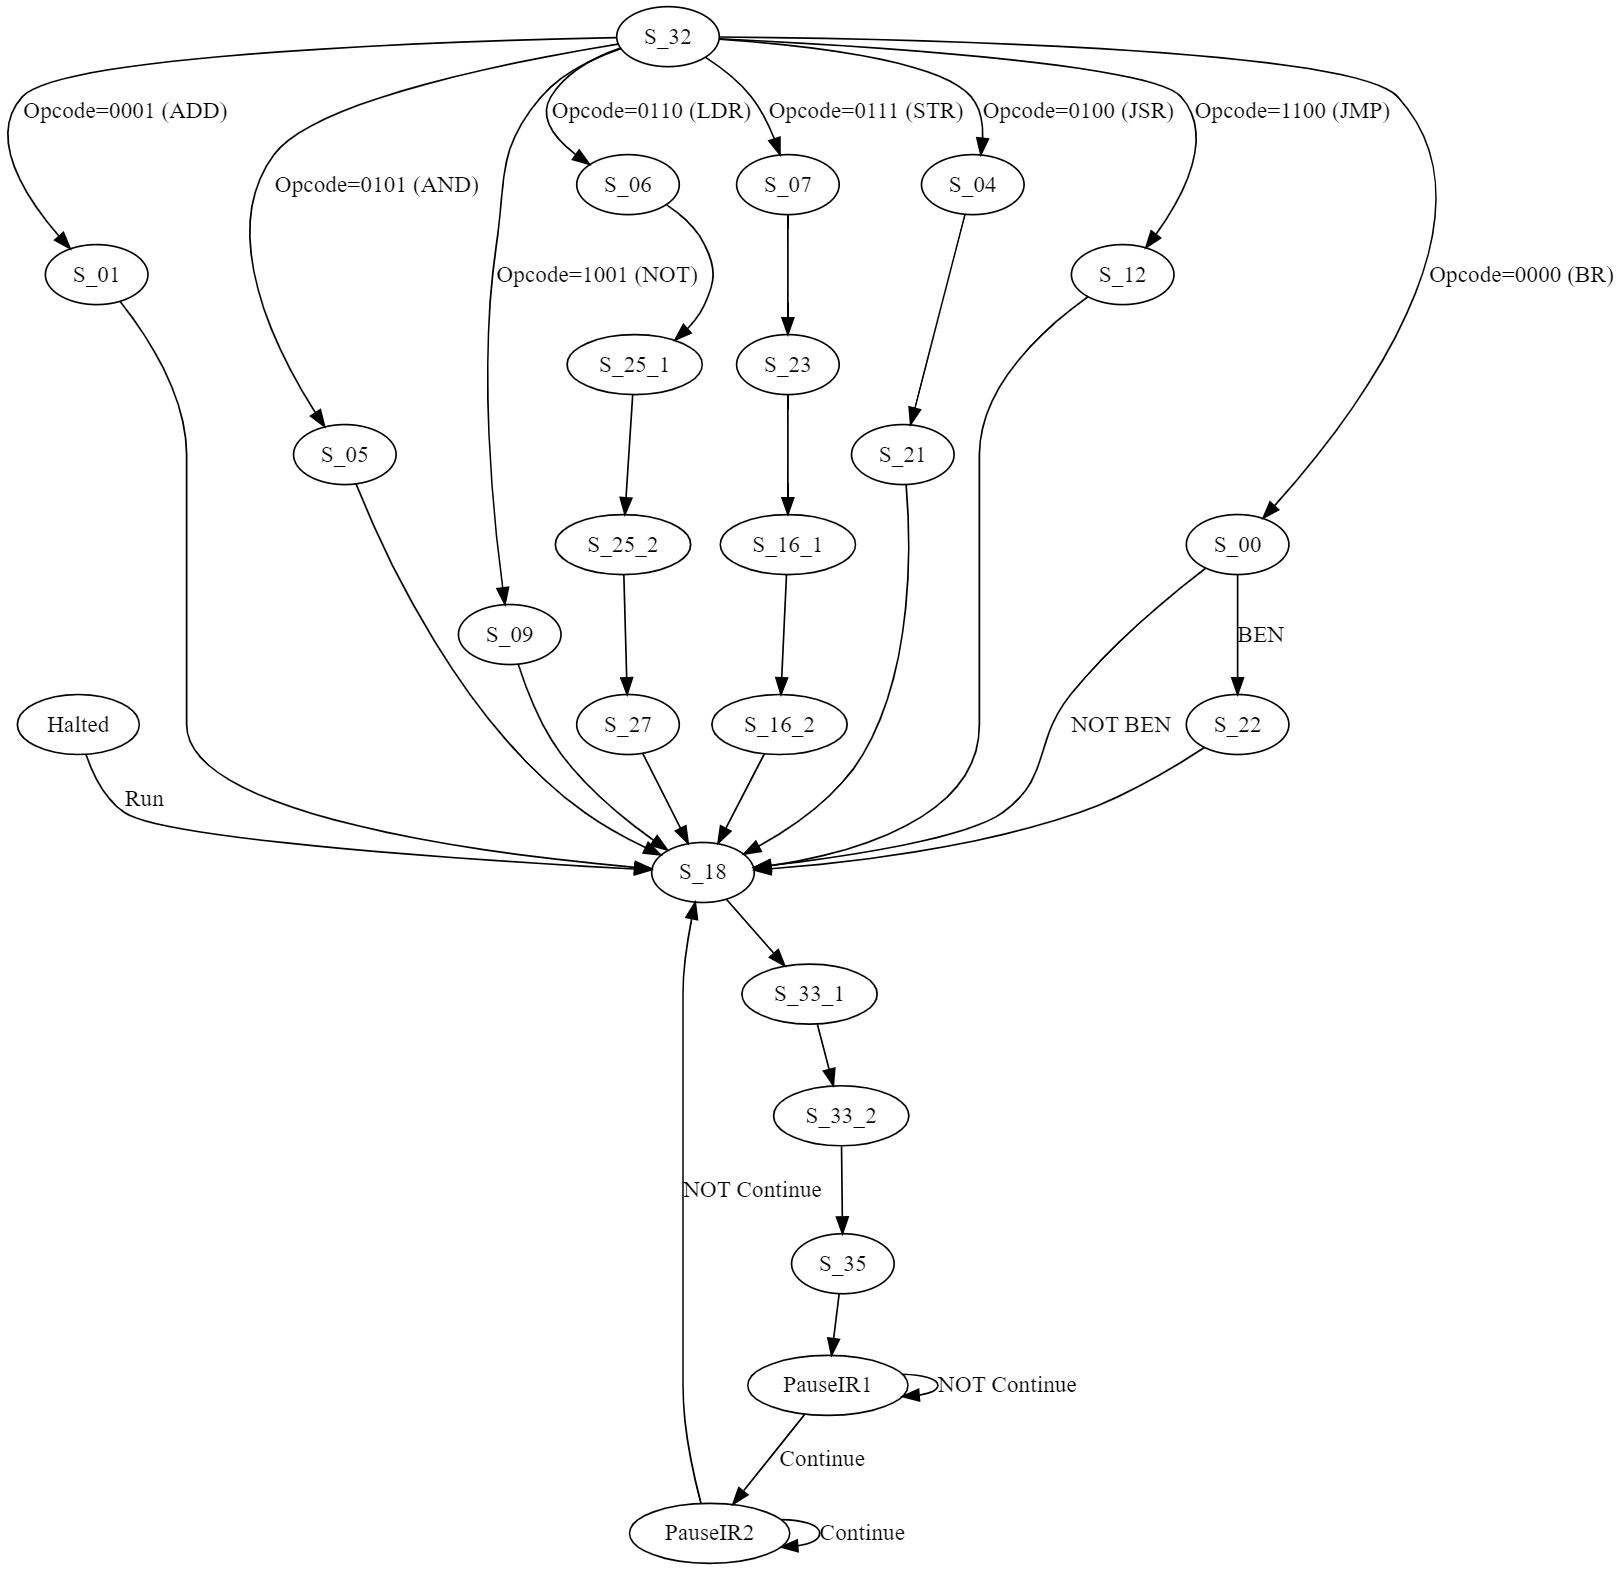 S_32
Opcode=0001 (ADD)
Opcode=0110 (LDR)
Opcode=0111 (STR)
Opcode=0100 (JSR)
Opcode=1100 (JMP)
Opcode=0101 (AND)
S_06
S_07
S_04
S_01
Opcode=1001 (NOT)
S_12
Opcode=0000 (BR)
S_25_1
S_23
S_05
S_21
S_25_2
S_16_1
S_00
S_09
BEN
Halted
S_27
S_16_2
NOT BEN
S_22
Run
S_18
S_33_1
S_33_2
NOT Continue
S_35
PauseIR1
NOT Continue
Continue
PauseIR2
Continue